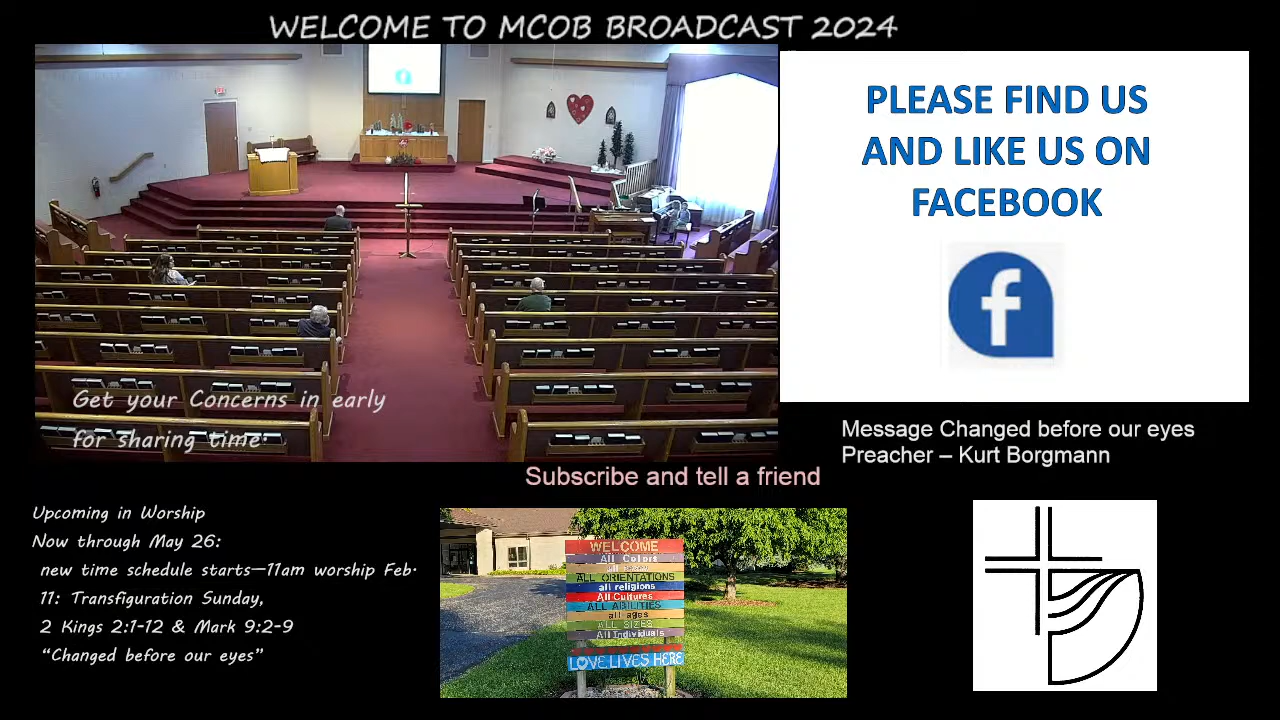 WELCOME TO MCOB BROADCAST 2024
PLEASE FIND US
AND LIKE US ON
FACEBOOK
f
Get your Concerns in early
for sharing time.
Message Changed before our eyes
Preacher – Kurt Borgmann
Subscribe and tell a friend
Upcoming in Worship
Now through May 26:
new time schedule starts—11am worship Feb.
11: Transfiguration Sunday,
2 Kings 2:1-12 & Mark 9:2-9
“Changed before our eyes”
WELCOME
All Colors
ALL ORIENTATIONS
all religions
All Cultures
ALL ABILITIES
all ages
ALL SIZES
All Individuals
LOVE LIVES HERE